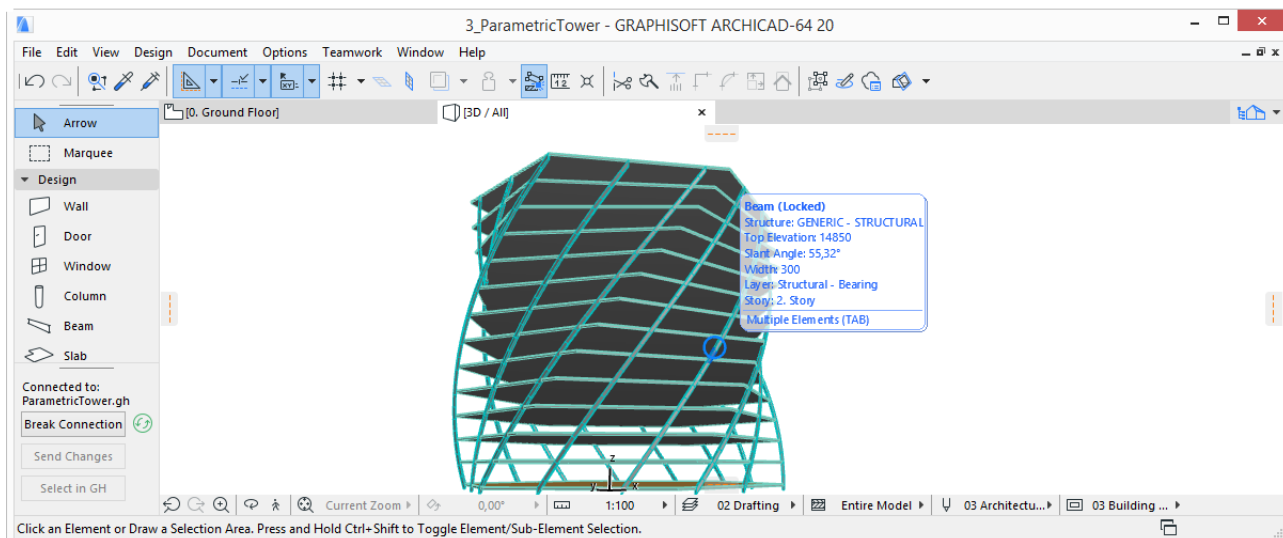 3_ParametricTower - GRAPHISOFT ARCHICAD-64 20
File Edit View Design Document Options Teamwork Window Help
[0. Ground Floor] [3D / All]
Arrow
Marquee
Design
Wall
Door
Window
Column
Beam
Slab
Connected to:
ParametricTower.gh
Break Connection
Send Changes
Select in GH
Beam (Locked)
Structure: GENERIC - STRUCTURAL
Top Elevation: 14850
Slant Angle: 55,32°
Width: 300
Layer: Structural - Bearing
Story: 2. Story
Multiple Elements (TAB)
z
y x
Current Zoom 0,00° 1:100 02 Drafting Entire Model 03 Architectu... 03 Building ...
Click an Element or Draw a Selection Area. Press and Hold Ctrl+Shift to Toggle Element/Sub-Element Selection.